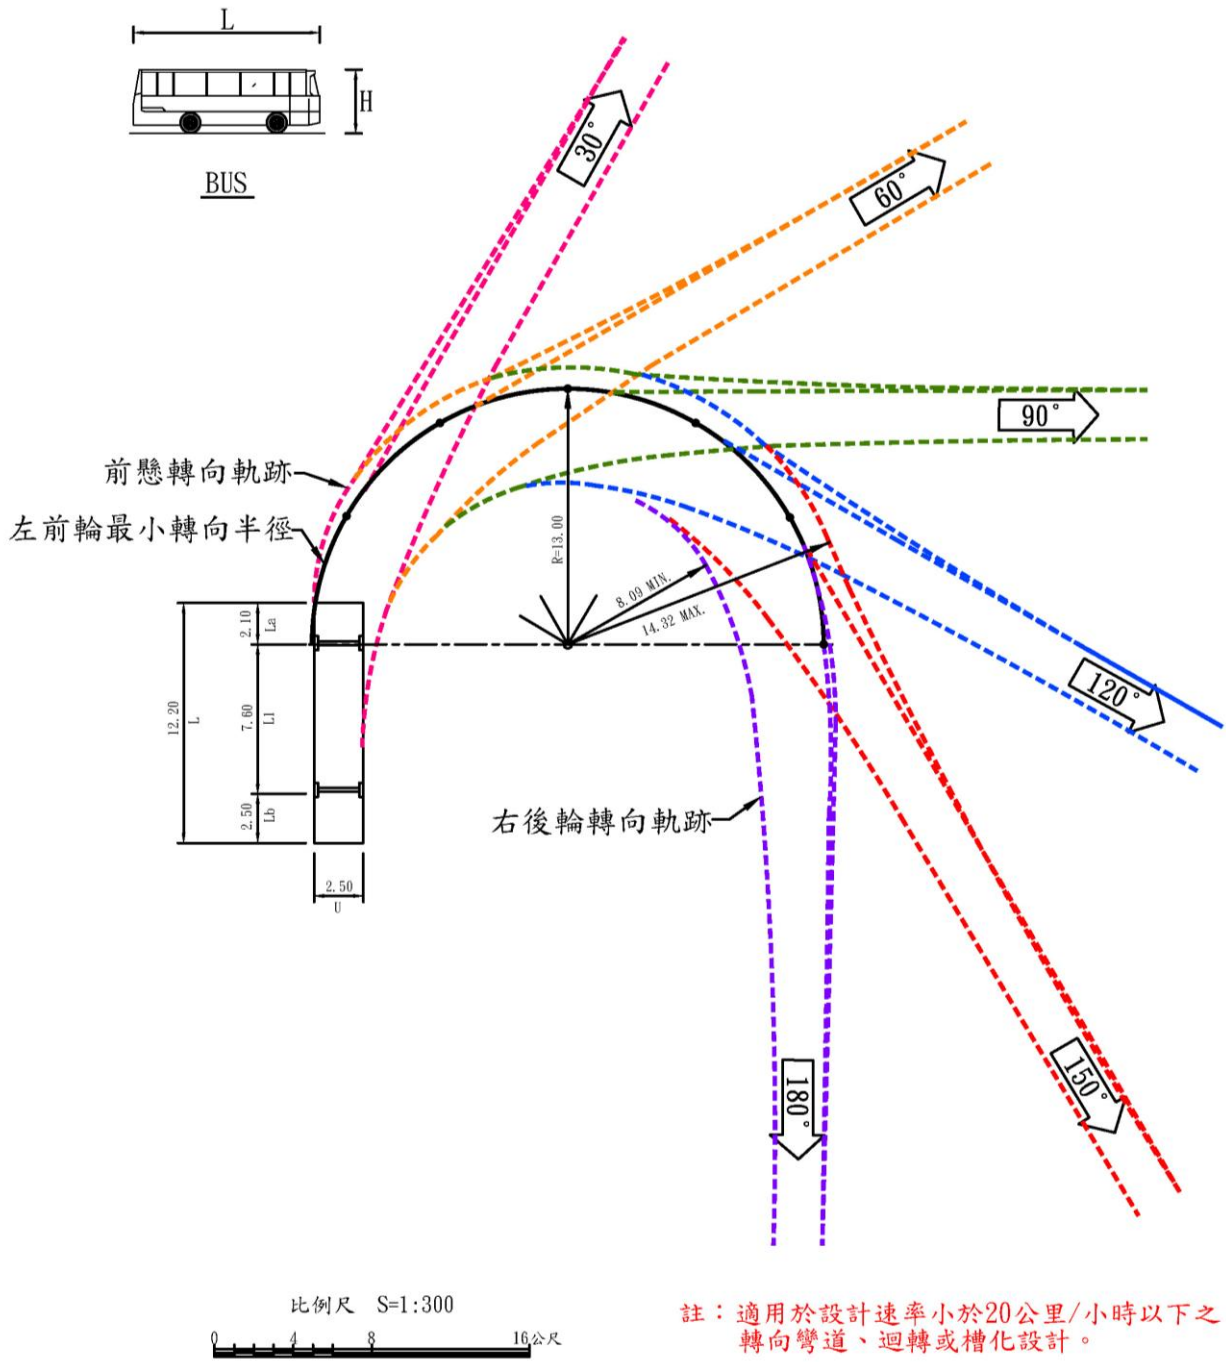 L
H
BUS
30°
60°
90°
前懸轉向軌跡
左前輪最小轉向半徑
R=13.00
8.09 MIN.
14.32 MAX.
2.10
La
12.20
L
7.60
L1
2.50
Lb
2.50
U
120°
右後輪轉向軌跡
150°
180°
比例尺 S=1:300
0 4 8 16公尺
註：適用於設計速率小於20公里/小時以下之
轉向彎道、迴轉或槽化設計。